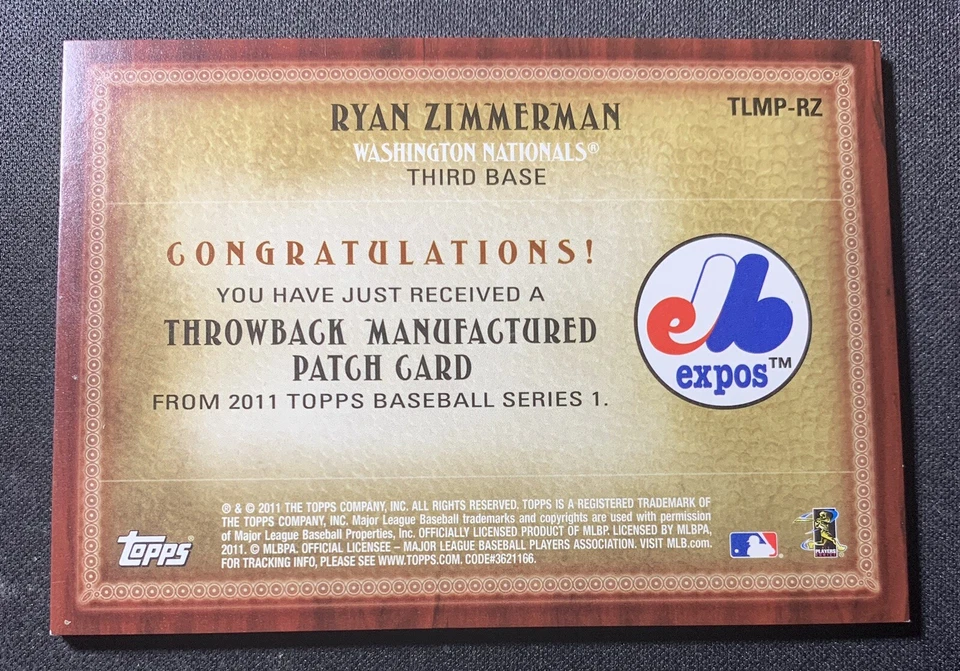 RYAN ZIMMERMAN
TLMP-RZ
WASHINGTON NATIONALS®
THIRD BASE
CONGRATULATIONS!
YOU HAVE JUST RECEIVED A
THROWBACK MANUFACTURED
PATCH CARD
FROM 2011 TOPPS BASEBALL SERIES 1.
expos™
® & © 2011 THE TOPPS COMPANY, INC. ALL RIGHTS RESERVED. TOPPS IS A REGISTERED TRADEMARK OF
THE TOPPS COMPANY, INC. Major League Baseball trademarks and copyrights are used with permission
of Major League Baseball Properties, Inc. OFFICIALLY LICENSED PRODUCT OF MLBP. LICENSED BY MLBPA,
2011. © MLBPA. OFFICIAL LICENSEE – MAJOR LEAGUE BASEBALL PLAYERS ASSOCIATION. VISIT MLB.com.
FOR TRACKING INFO, PLEASE SEE WWW.TOPPS.COM. CODE#3621166.
topps®
PLAYERS